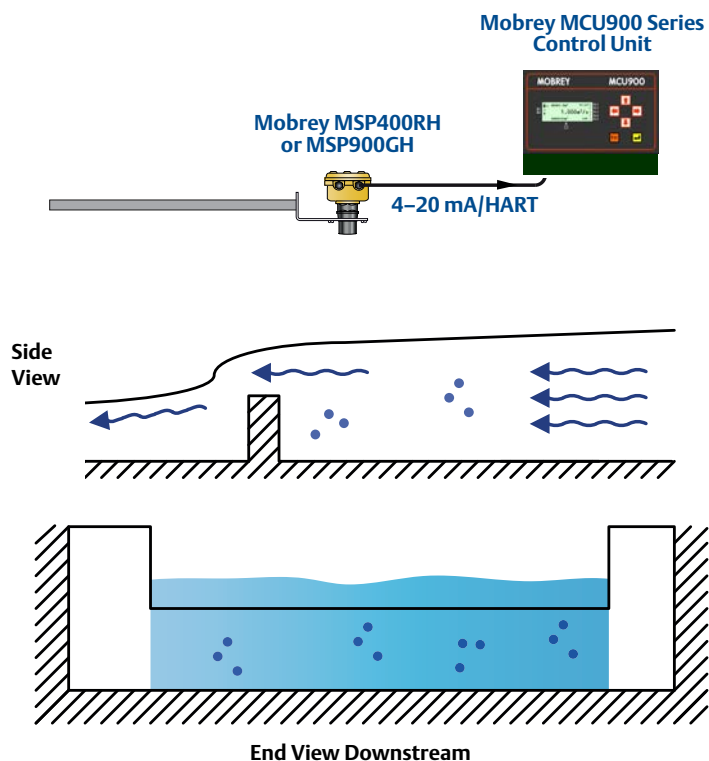 Mobrey MCU900 Series
Control Unit
MOBREY MCU900
Mobrey MSP400RH
or MSP900GH
4–20 mA/HART
Side
View
End View Downstream